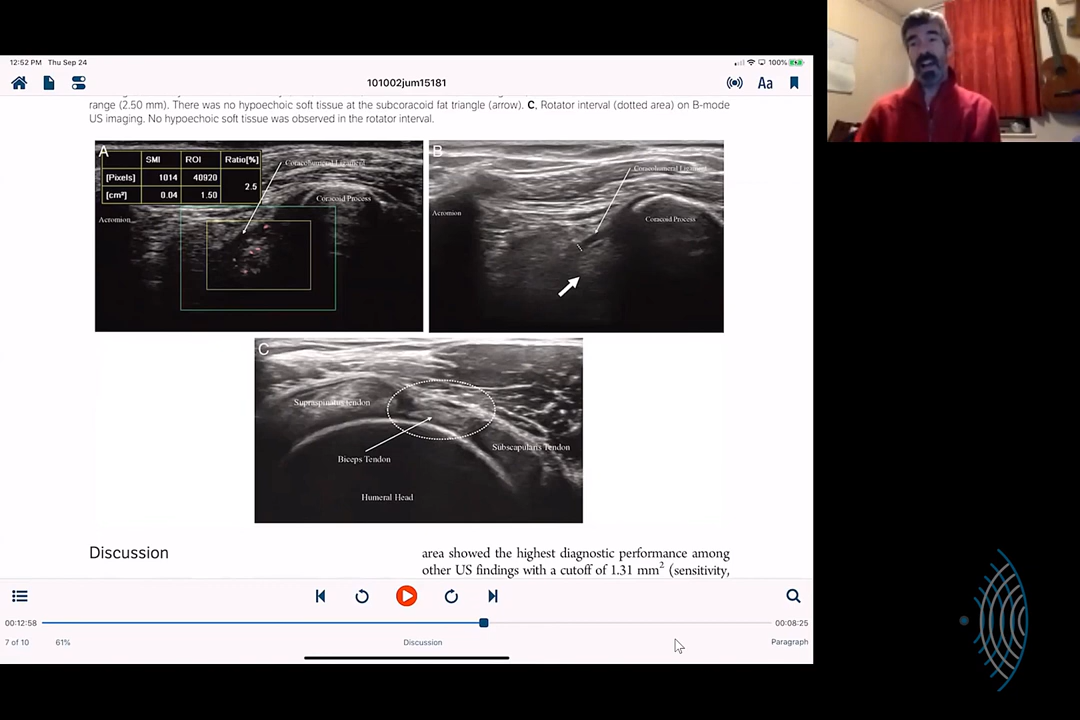 12:52 PM Thu Sep 24
100%
101002jum15181
Aa
range (2.50 mm). There was no hypoechoic soft tissue at the subcoracoid fat triangle (arrow). C, Rotator interval (dotted area) on B-mode
US imaging. No hypoechoic soft tissue was observed in the rotator interval.
A
SMI ROI Ratio[%]
[Pixels] 1014 40920 2.5
[cm²] 0.04 1.50
Coracohumeral Ligament
Coracoid Process
Acromion
B
Coracohumeral Ligament
Acromion
Coracoid Process
C
Supraspinatus Tendon
Subscapularis Tendon
Biceps Tendon
Humeral Head
Discussion
area showed the highest diagnostic performance among
other US findings with a cutoff of 1.31 mm² (sensitivity,
00:12:58
00:08:25
7 of 10 61% Discussion Paragraph